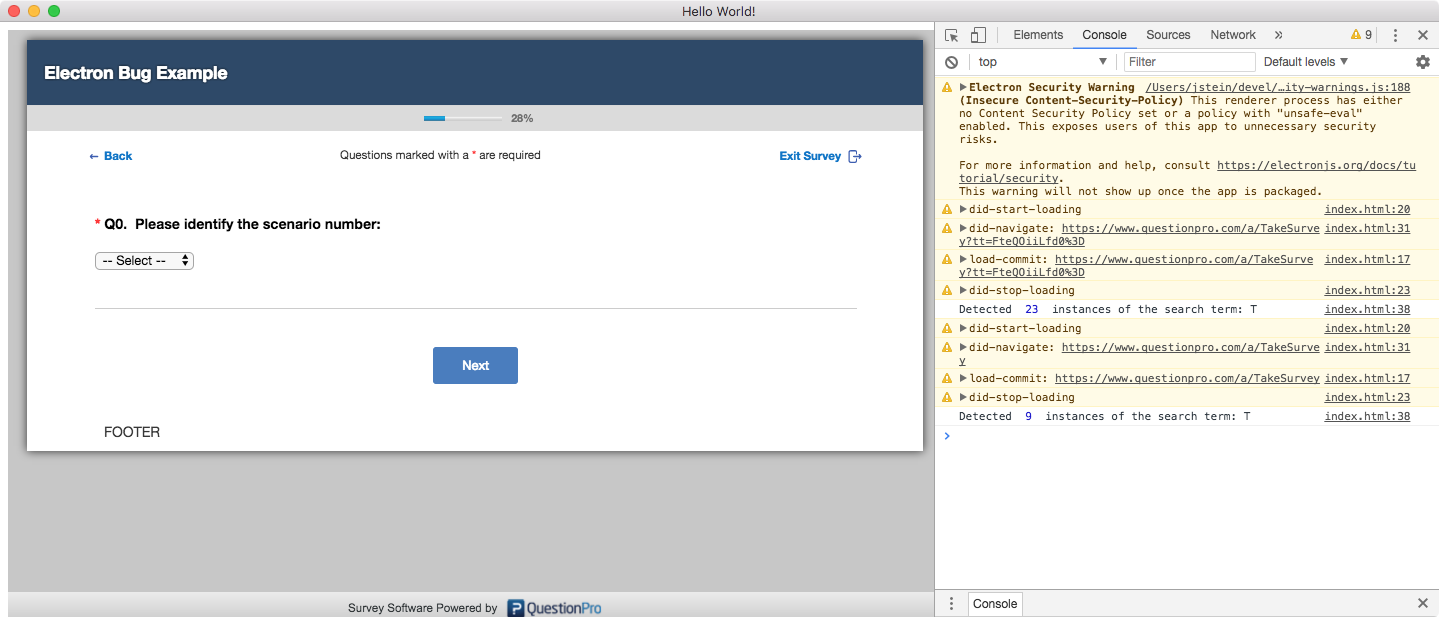 Hello World!
Electron Bug Example
28%
← Back
Questions marked with a * are required
Exit Survey
* Q0. Please identify the scenario number:
-- Select --
Next
FOOTER
Survey Software Powered by QuestionPro
Elements Console Sources Network » 9
top Filter Default levels
Electron Security Warning /Users/jstein/devel/…ity-warnings.js:188
(Insecure Content-Security-Policy) This renderer process has either
no Content Security Policy set or a policy with "unsafe-eval"
enabled. This exposes users of this app to unnecessary security
risks.
For more information and help, consult https://electronjs.org/docs/tu
torial/security.
This warning will not show up once the app is packaged.
did-start-loading index.html:20
did-navigate: https://www.questionpro.com/a/TakeSurve index.html:31
y?tt=FteQOiiLfd0%3D
load-commit: https://www.questionpro.com/a/TakeSurve index.html:17
y?tt=FteQOiiLfd0%3D
did-stop-loading index.html:23
Detected 23 instances of the search term: T index.html:38
did-start-loading index.html:20
did-navigate: https://www.questionpro.com/a/TakeSurve index.html:31
y
load-commit: https://www.questionpro.com/a/TakeSurvey index.html:17
did-stop-loading index.html:23
Detected 9 instances of the search term: T index.html:38
Console